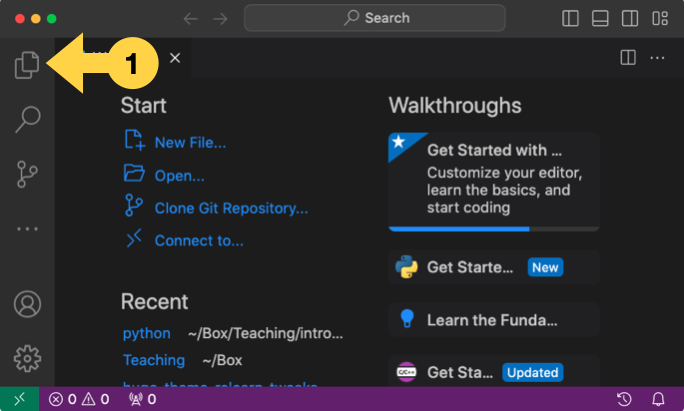 Search
1
Start
New File...
Open...
Clone Git Repository...
Connect to...
Recent
python ~/Box/Teaching/intro...
Teaching ~/Box
Walkthroughs
Get Started with ...
Customize your editor,
learn the basics, and
start coding
Get Starte... New
Learn the Funda...
C/C++ Get Sta... Updated
0 0 0